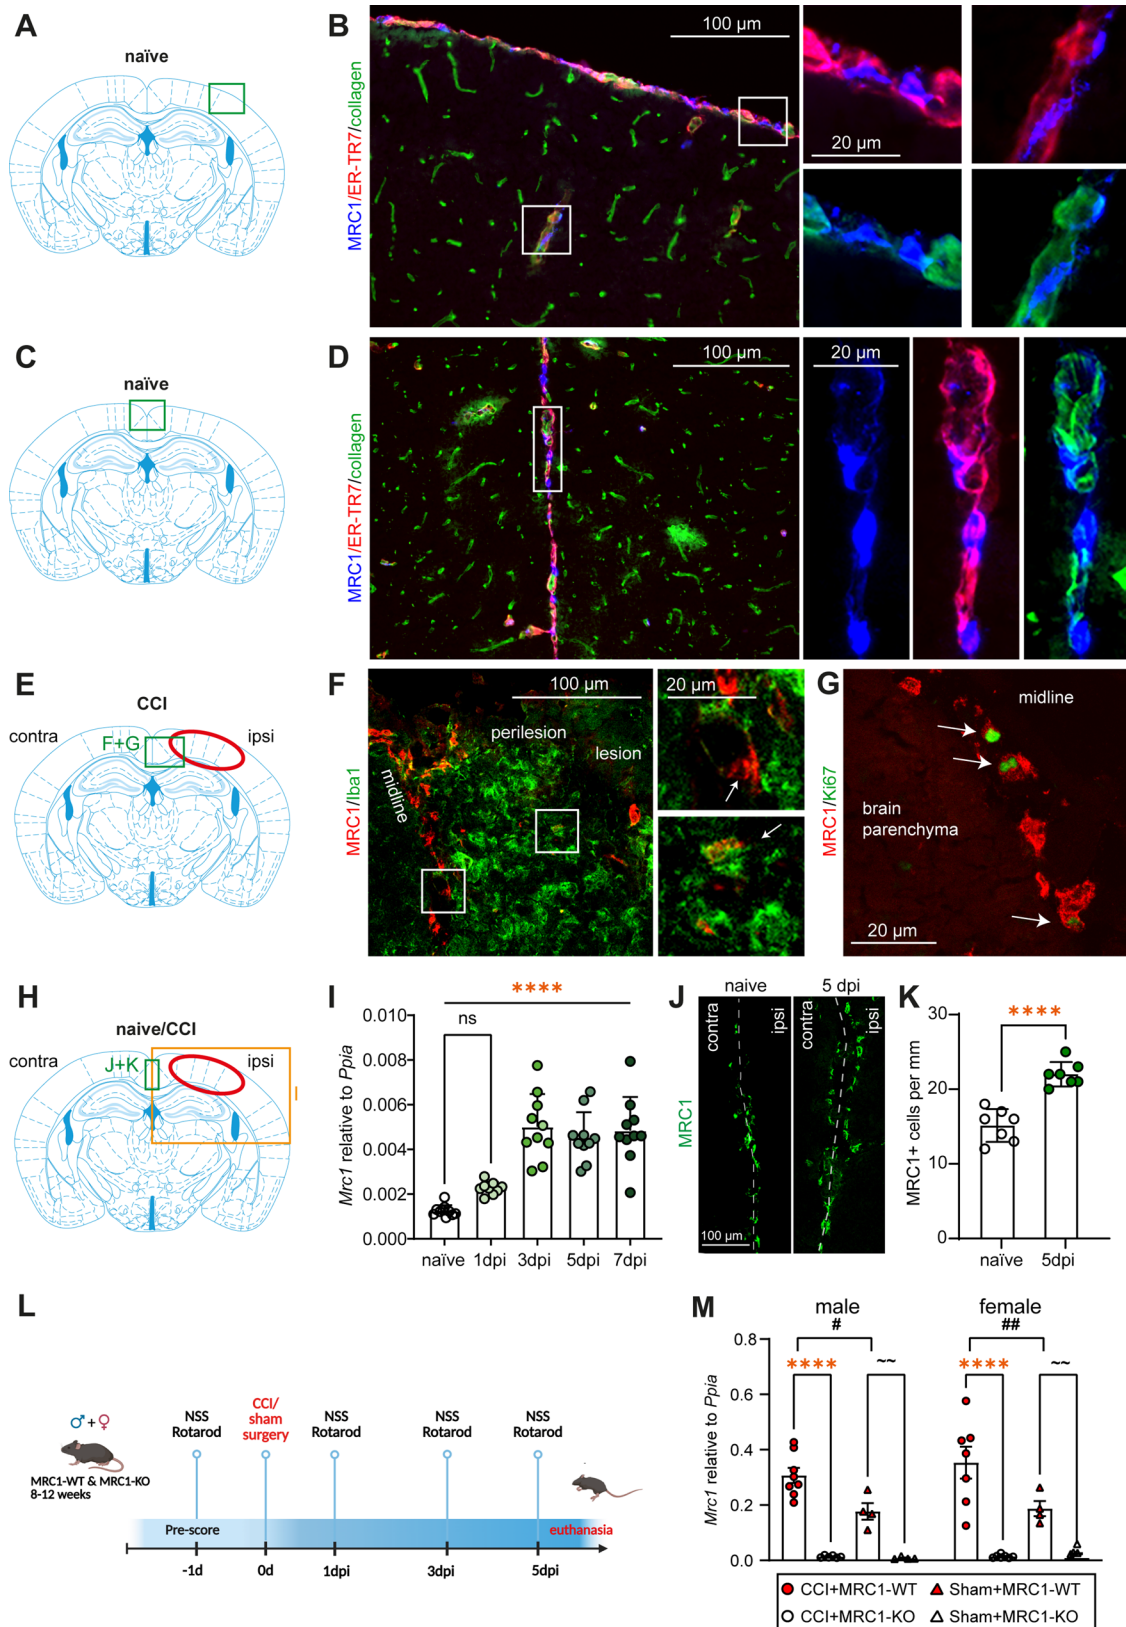 A
naïve
B
MRC1/ER-TR7/collagen
100 µm
20 µm
C
naïve
D
MRC1/ER-TR7/collagen
100 µm
20 µm
E
CCI
contra
ipsi
F+G
F
MRC1/Iba1
100 µm
perilesion
lesion
midline
20 µm
G
MRC1/Ki67
midline
brain
parenchyma
20 µm
H
naive/CCI
contra
ipsi
J+K
I
I
Mrc1 relative to Ppia
0.010
0.008
0.006
0.004
0.002
0.000
ns
****
naïve 1dpi 3dpi 5dpi 7dpi
J
MRC1
naive 5 dpi
contra ipsi contra ipsi
100 µm
K
MRC1+ cells per mm
30
20
10
0
****
naïve 5dpi
L
♂+♀
MRC1-WT & MRC1-KO
8-12 weeks
NSS
Rotarod
CCI/
sham
surgery
NSS
Rotarod
NSS
Rotarod
NSS
Rotarod
Pre-score
euthanasia
-1d 0d 1dpi 3dpi 5dpi
M
male female
# ##
**** ~~ **** ~~
Mrc1 relative to Ppia
0.8
0.6
0.4
0.2
0.0
CCI+MRC1-WT Sham+MRC1-WT
CCI+MRC1-KO Sham+MRC1-KO